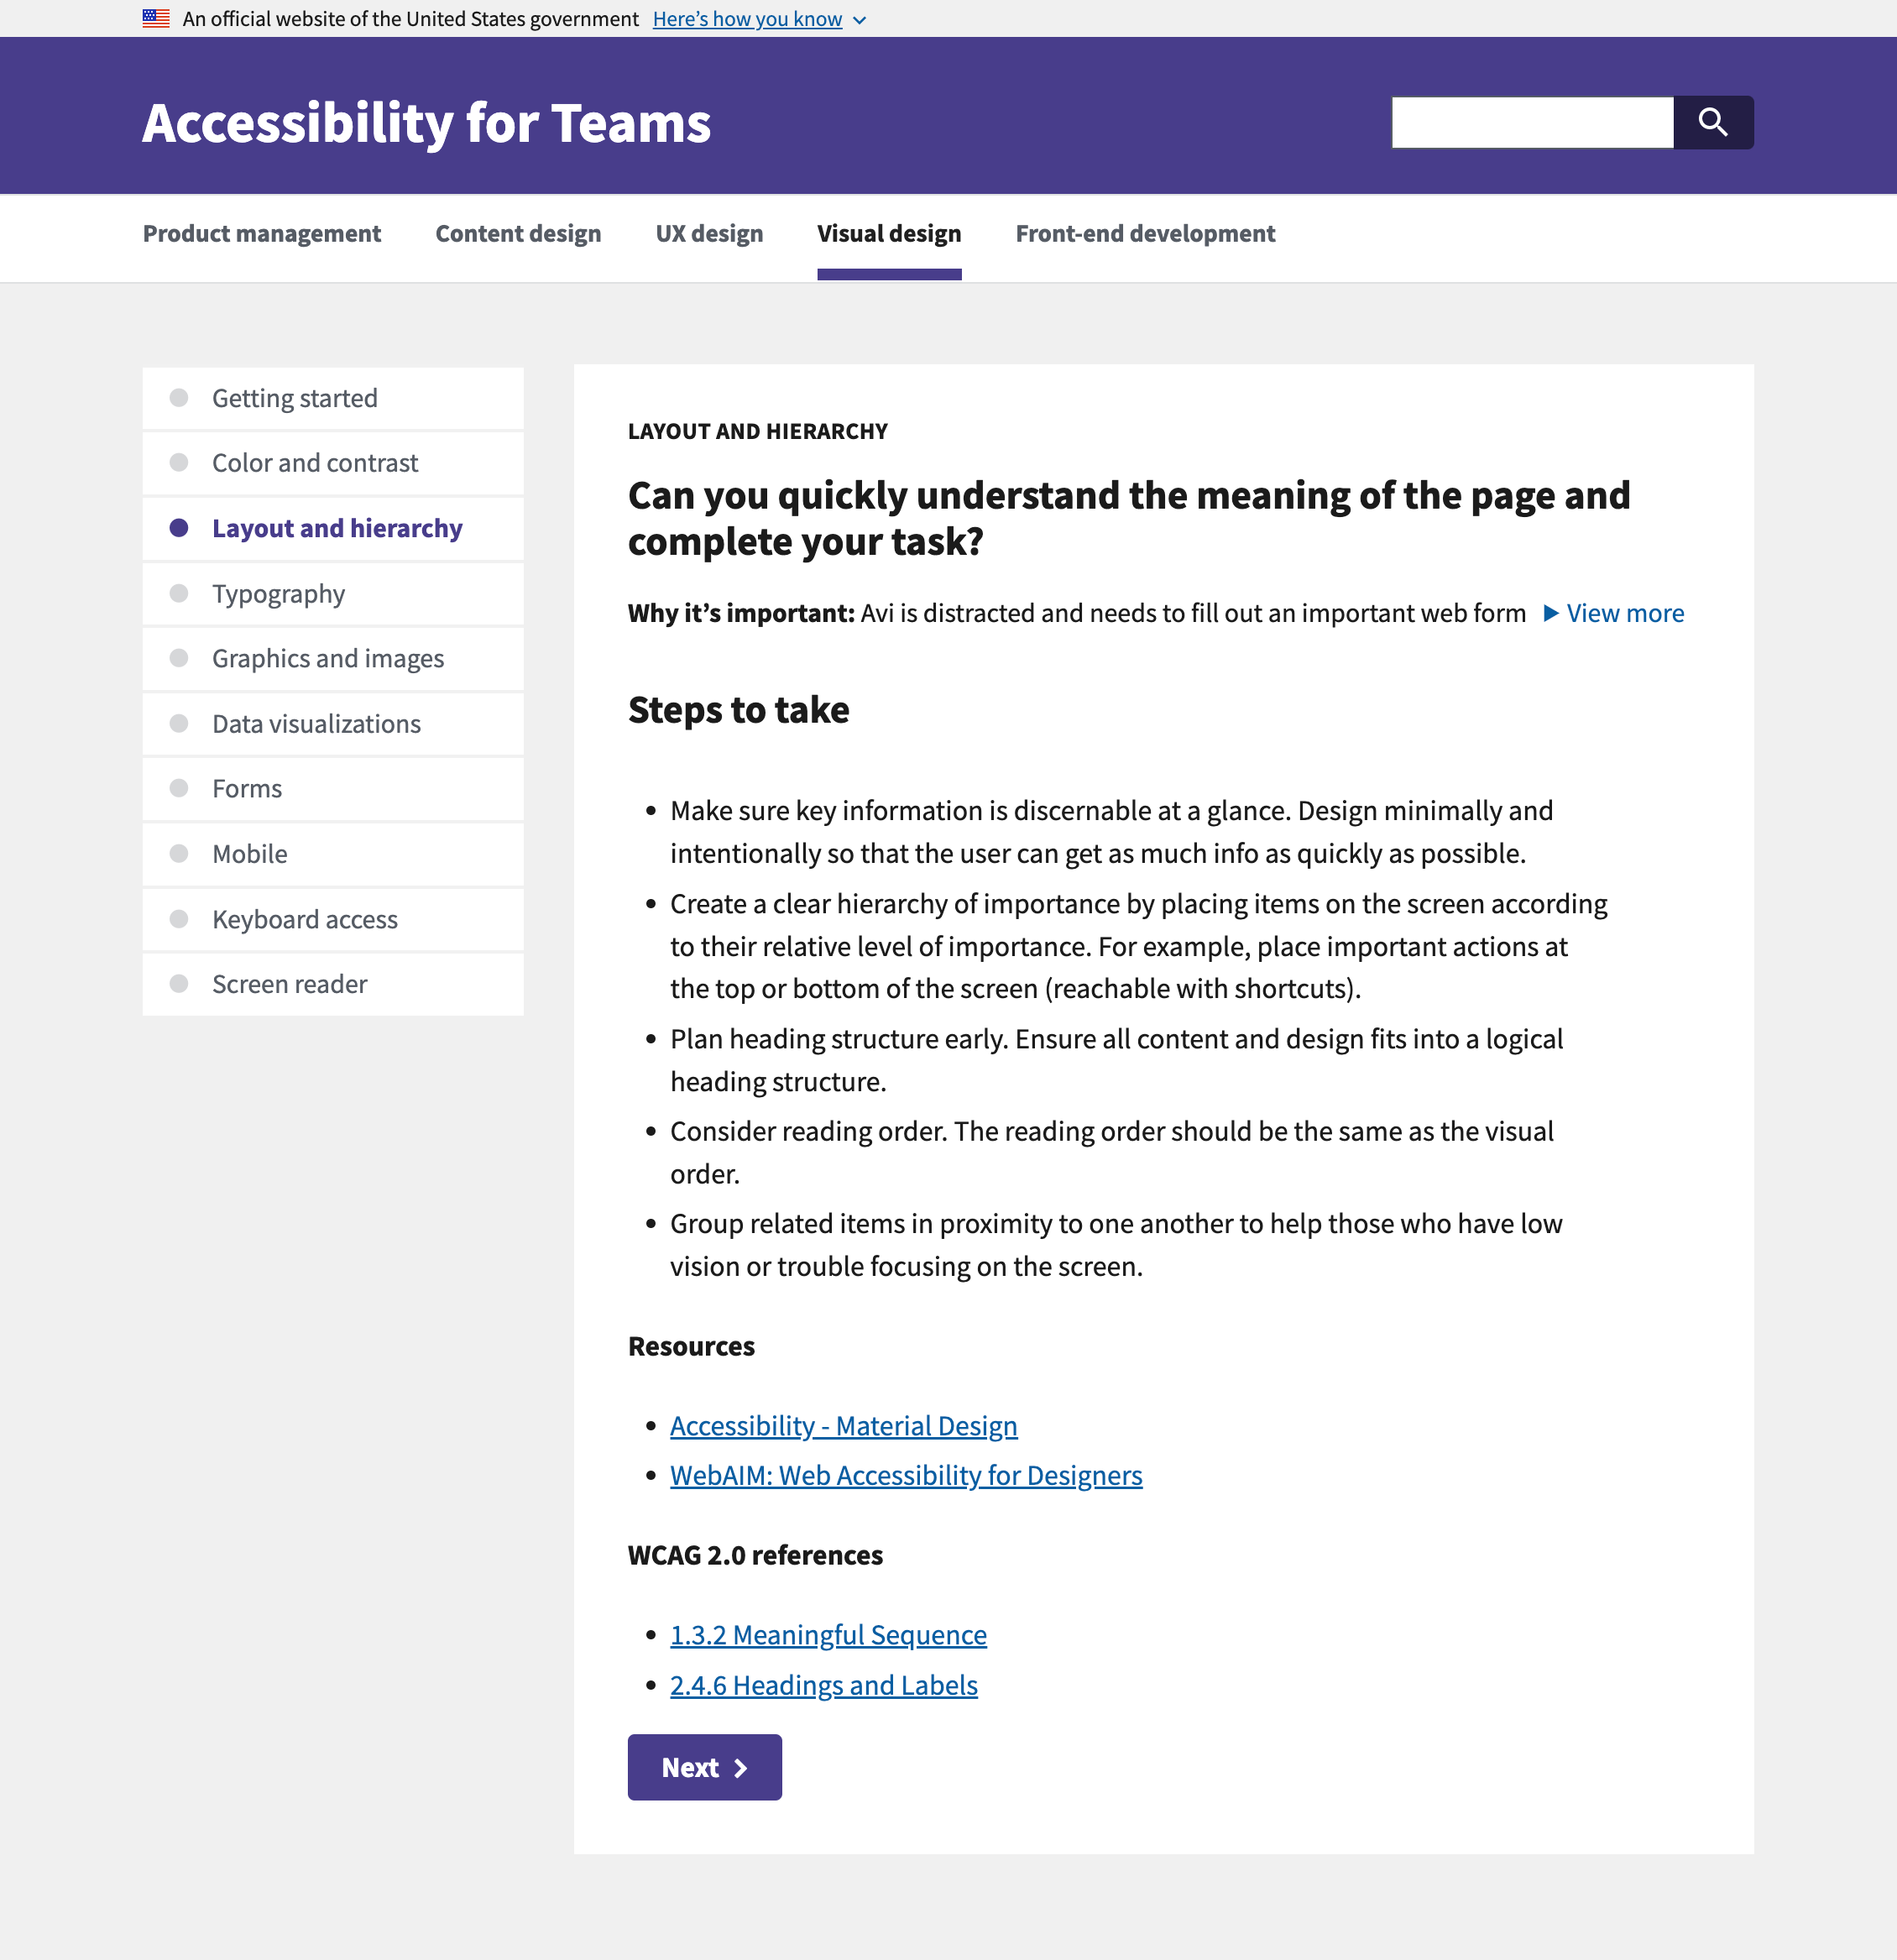 An official website of the United States government Here’s how you know
Accessibility for Teams
Product management Content design UX design Visual design Front-end development
Getting started
Color and contrast
Layout and hierarchy
Typography
Graphics and images
Data visualizations
Forms
Mobile
Keyboard access
Screen reader
LAYOUT AND HIERARCHY
Can you quickly understand the meaning of the page and
complete your task?
Why it’s important: Avi is distracted and needs to fill out an important web form View more
Steps to take
Make sure key information is discernable at a glance. Design minimally and
intentionally so that the user can get as much info as quickly as possible.
Create a clear hierarchy of importance by placing items on the screen according
to their relative level of importance. For example, place important actions at
the top or bottom of the screen (reachable with shortcuts).
Plan heading structure early. Ensure all content and design fits into a logical
heading structure.
Consider reading order. The reading order should be the same as the visual
order.
Group related items in proximity to one another to help those who have low
vision or trouble focusing on the screen.
Resources
Accessibility - Material Design
WebAIM: Web Accessibility for Designers
WCAG 2.0 references
1.3.2 Meaningful Sequence
2.4.6 Headings and Labels
Next